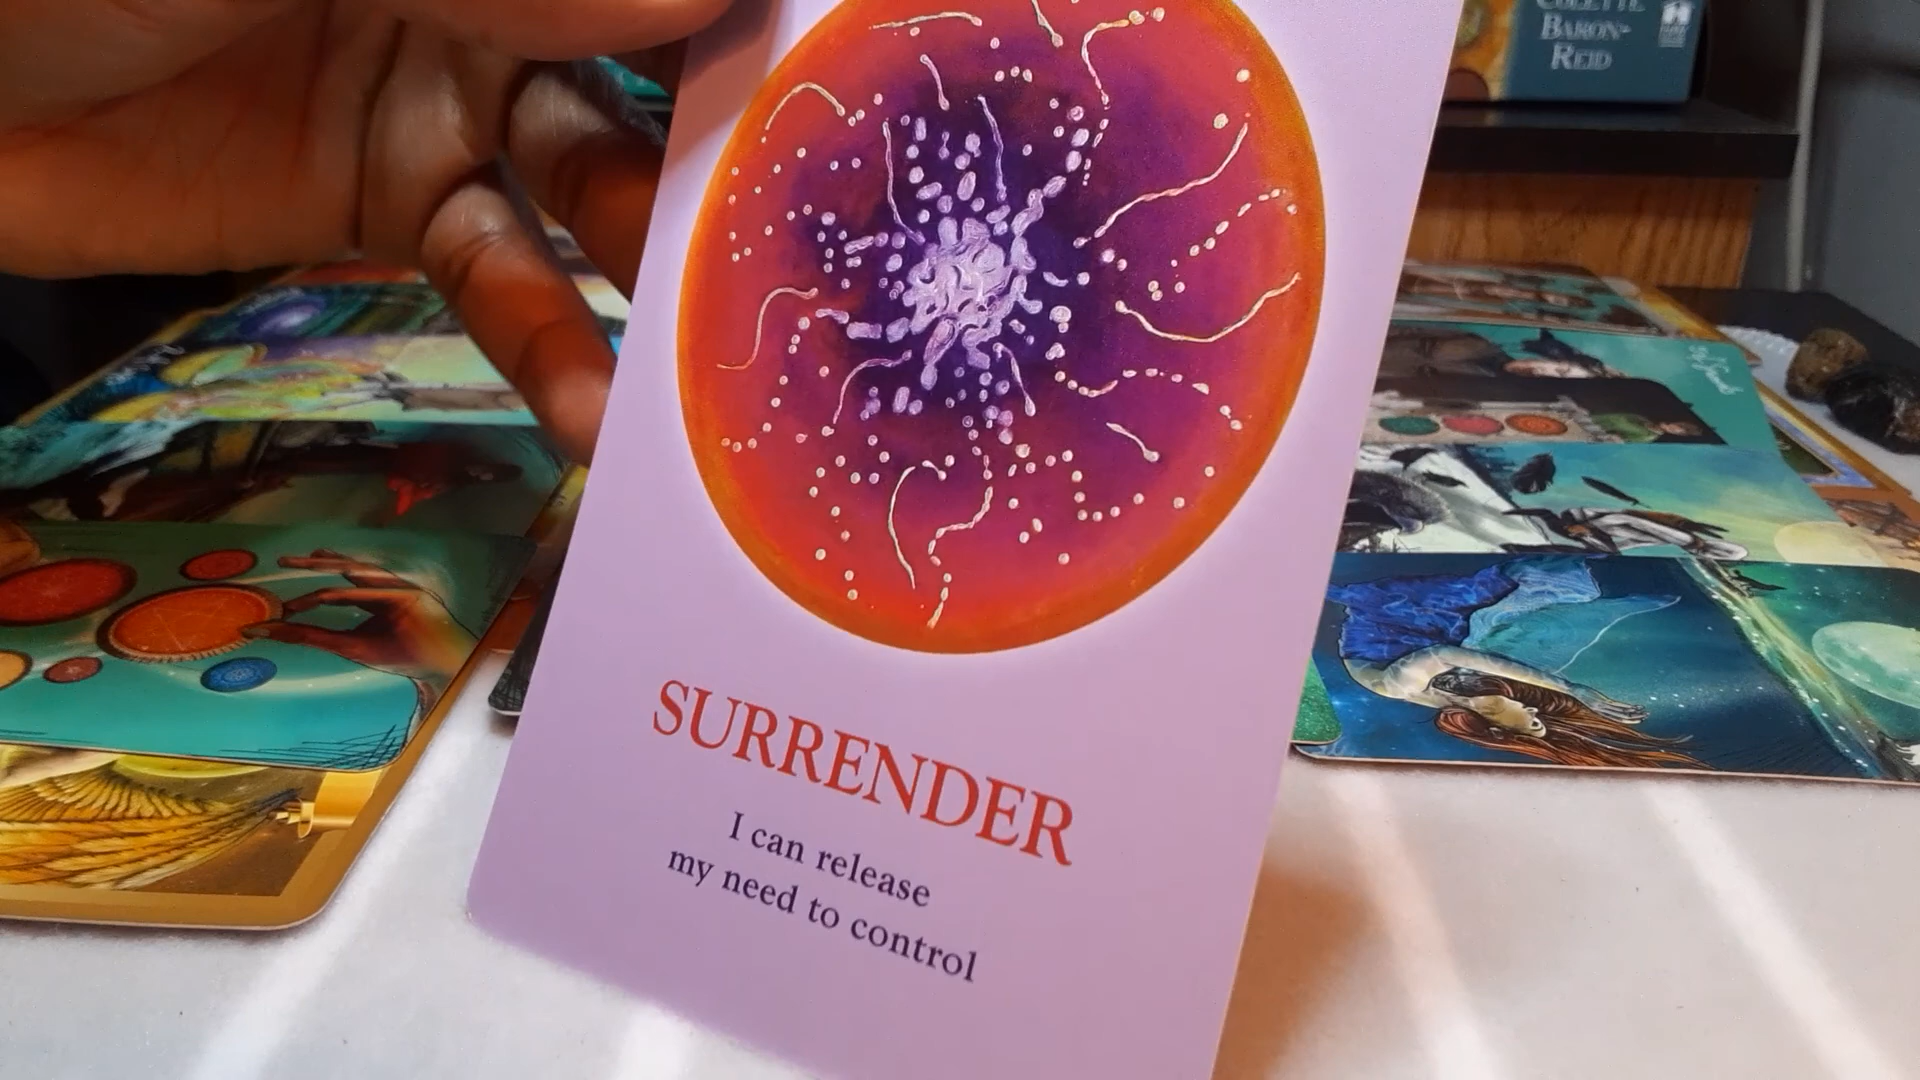 COLETTE
BARON-
REID
SURRENDER
I can release
my need to control